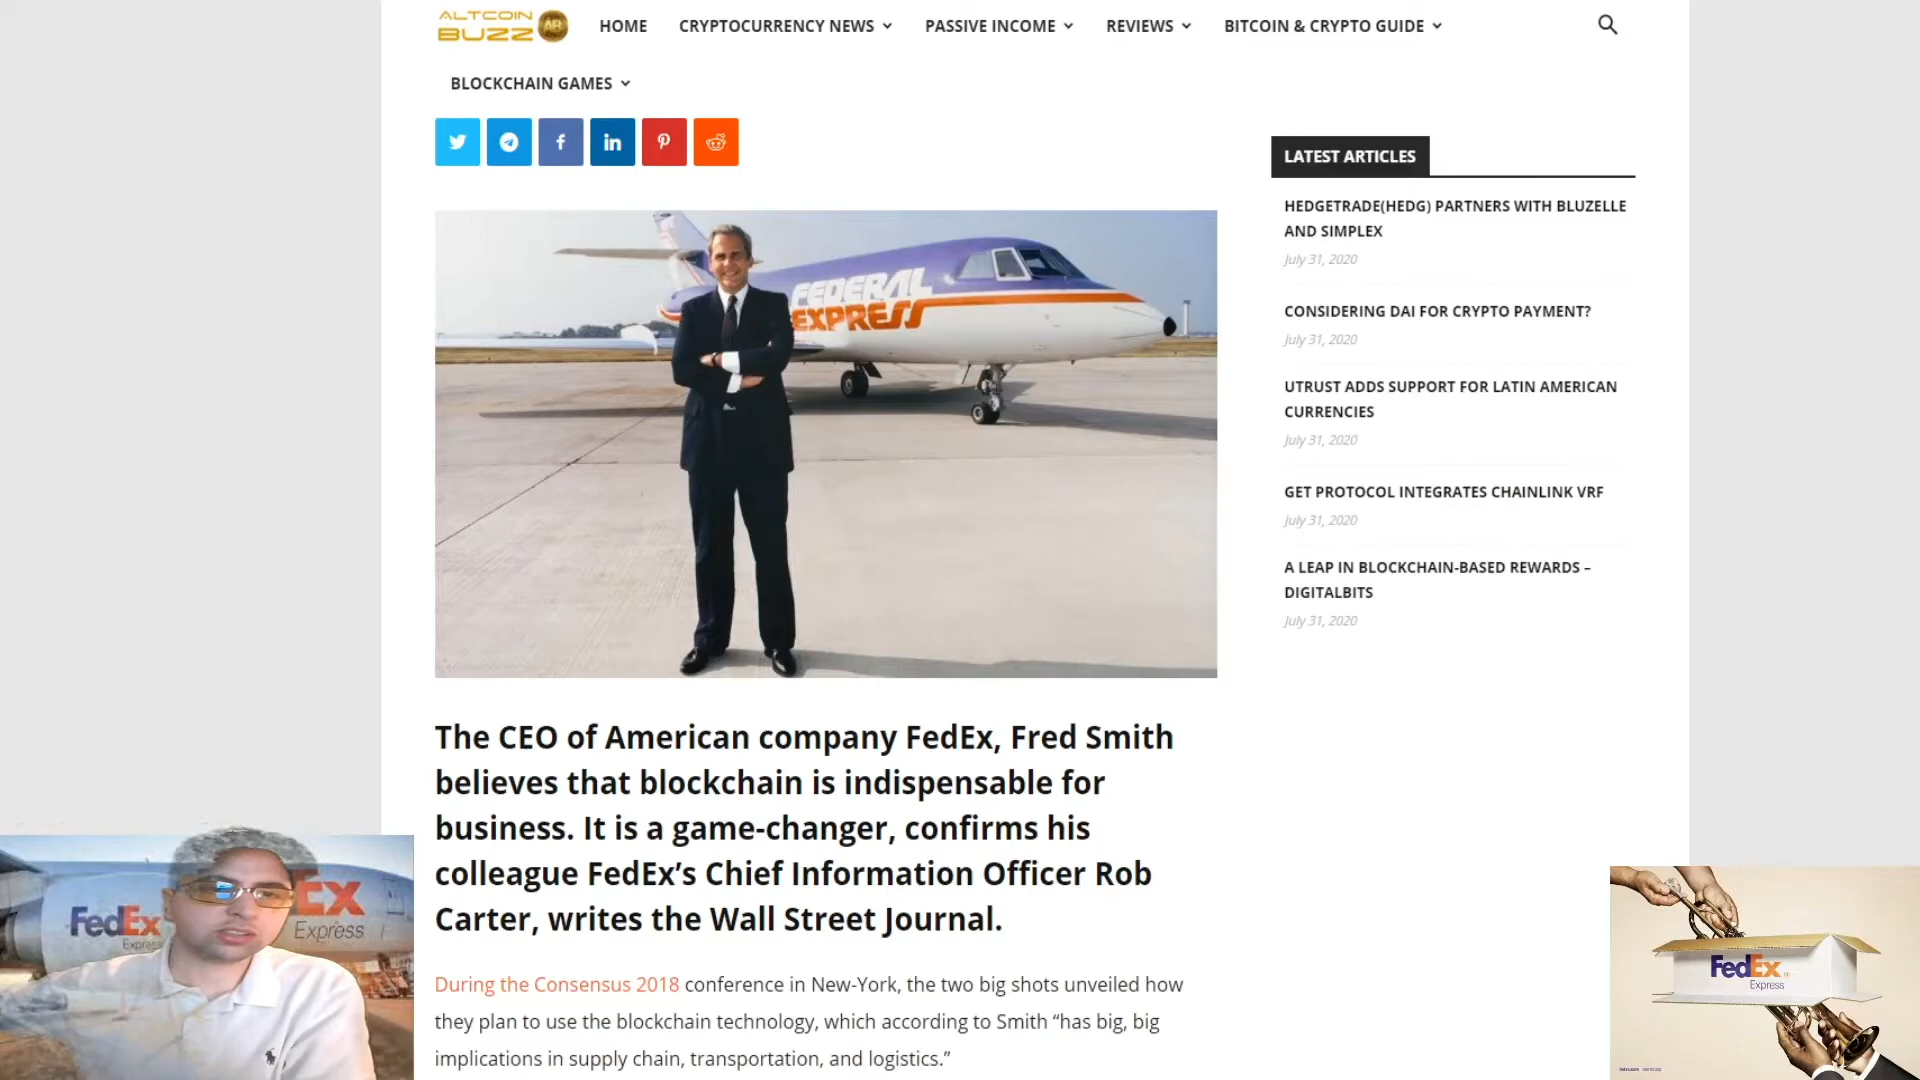 ALTCOIN
BUZZ
HOME
CRYPTOCURRENCY NEWS
PASSIVE INCOME
REVIEWS
BITCOIN & CRYPTO GUIDE
BLOCKCHAIN GAMES
FEDERAL
EXPRESS
The CEO of American company FedEx, Fred Smith
believes that blockchain is indispensable for
business. It is a game-changer, confirms his
colleague FedEx’s Chief Information Officer Rob
Carter, writes the Wall Street Journal.
During the Consensus 2018 conference in New-York, the two big shots unveiled how
they plan to use the blockchain technology, which according to Smith “has big, big
implications in supply chain, transportation, and logistics.”
LATEST ARTICLES
HEDGETRADE(HEDG) PARTNERS WITH BLUZELLE
AND SIMPLEX
July 31, 2020
CONSIDERING DAI FOR CRYPTO PAYMENT?
July 31, 2020
UTRUST ADDS SUPPORT FOR LATIN AMERICAN
CURRENCIES
July 31, 2020
GET PROTOCOL INTEGRATES CHAINLINK VRF
July 31, 2020
A LEAP IN BLOCKCHAIN-BASED REWARDS –
DIGITALBITS
July 31, 2020
FedEx
Express
Ex
Express
FedEx
Express